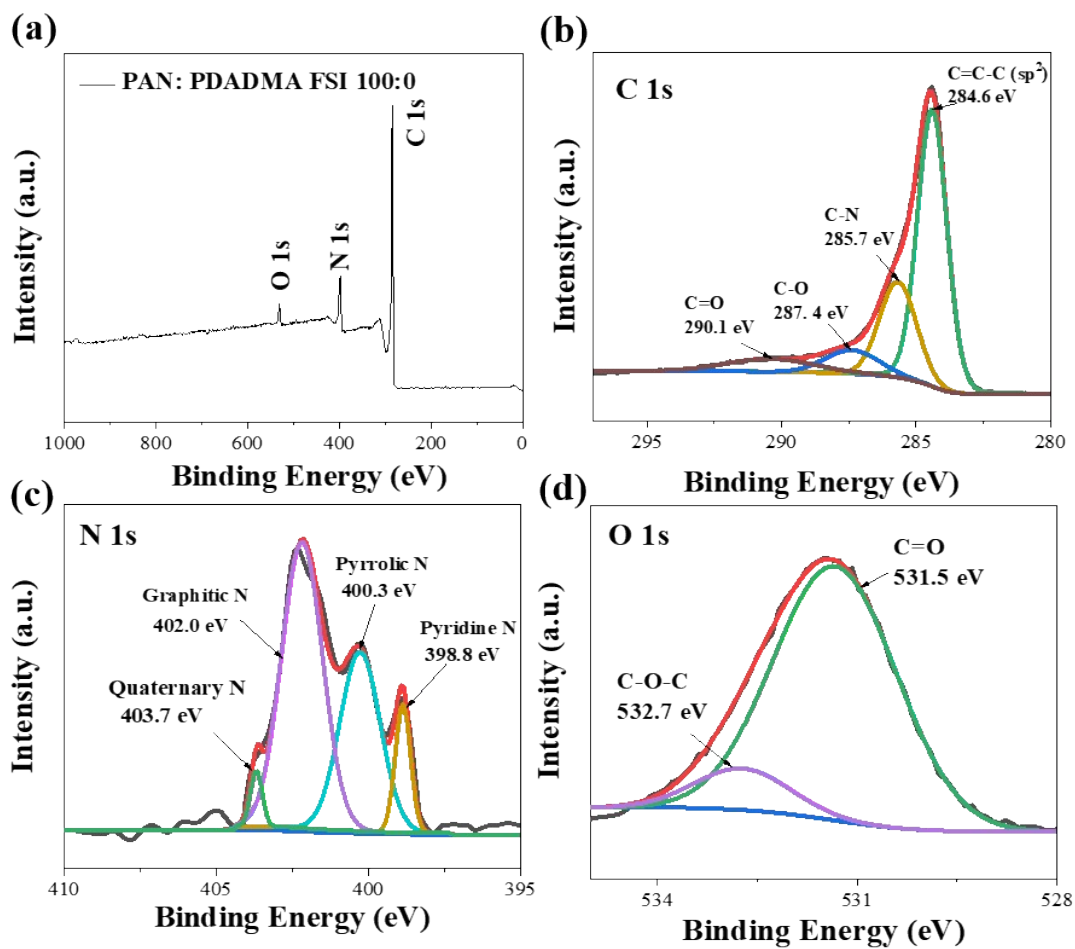 (a)
PAN: PDADMA FSI 100:0
O 1s
N 1s
C 1s
Intensity (a.u.)
1000 800 600 400 200 0
Binding Energy (eV)
(b)
C 1s
C=C-C (sp²)
284.6 eV
C-N
285.7 eV
C-O
287. 4 eV
C=O
290.1 eV
Intensity (a.u.)
295 290 285 280
Binding Energy (eV)
(c)
N 1s
Pyrrolic N
400.3 eV
Graphitic N
402.0 eV
Pyridine N
398.8 eV
Quaternary N
403.7 eV
Intensity (a.u.)
410 405 400 395
Binding Energy (eV)
(d)
O 1s
C=O
531.5 eV
C-O-C
532.7 eV
Intensity (a.u.)
534 531 528
Binding Energy (eV)